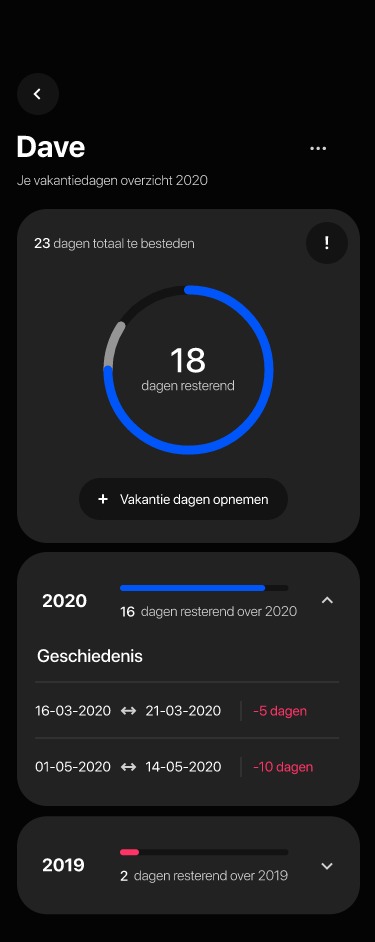 Dave
...
Je vakantiedagen overzicht 2020
23 dagen totaal te besteden
!
18
dagen resterend
+ Vakantie dagen opnemen
2020
16 dagen resterend over 2020
Geschiedenis
16-03-2020 ↔ 21-03-2020 -5 dagen
01-05-2020 ↔ 14-05-2020 -10 dagen
2019
2 dagen resterend over 2019